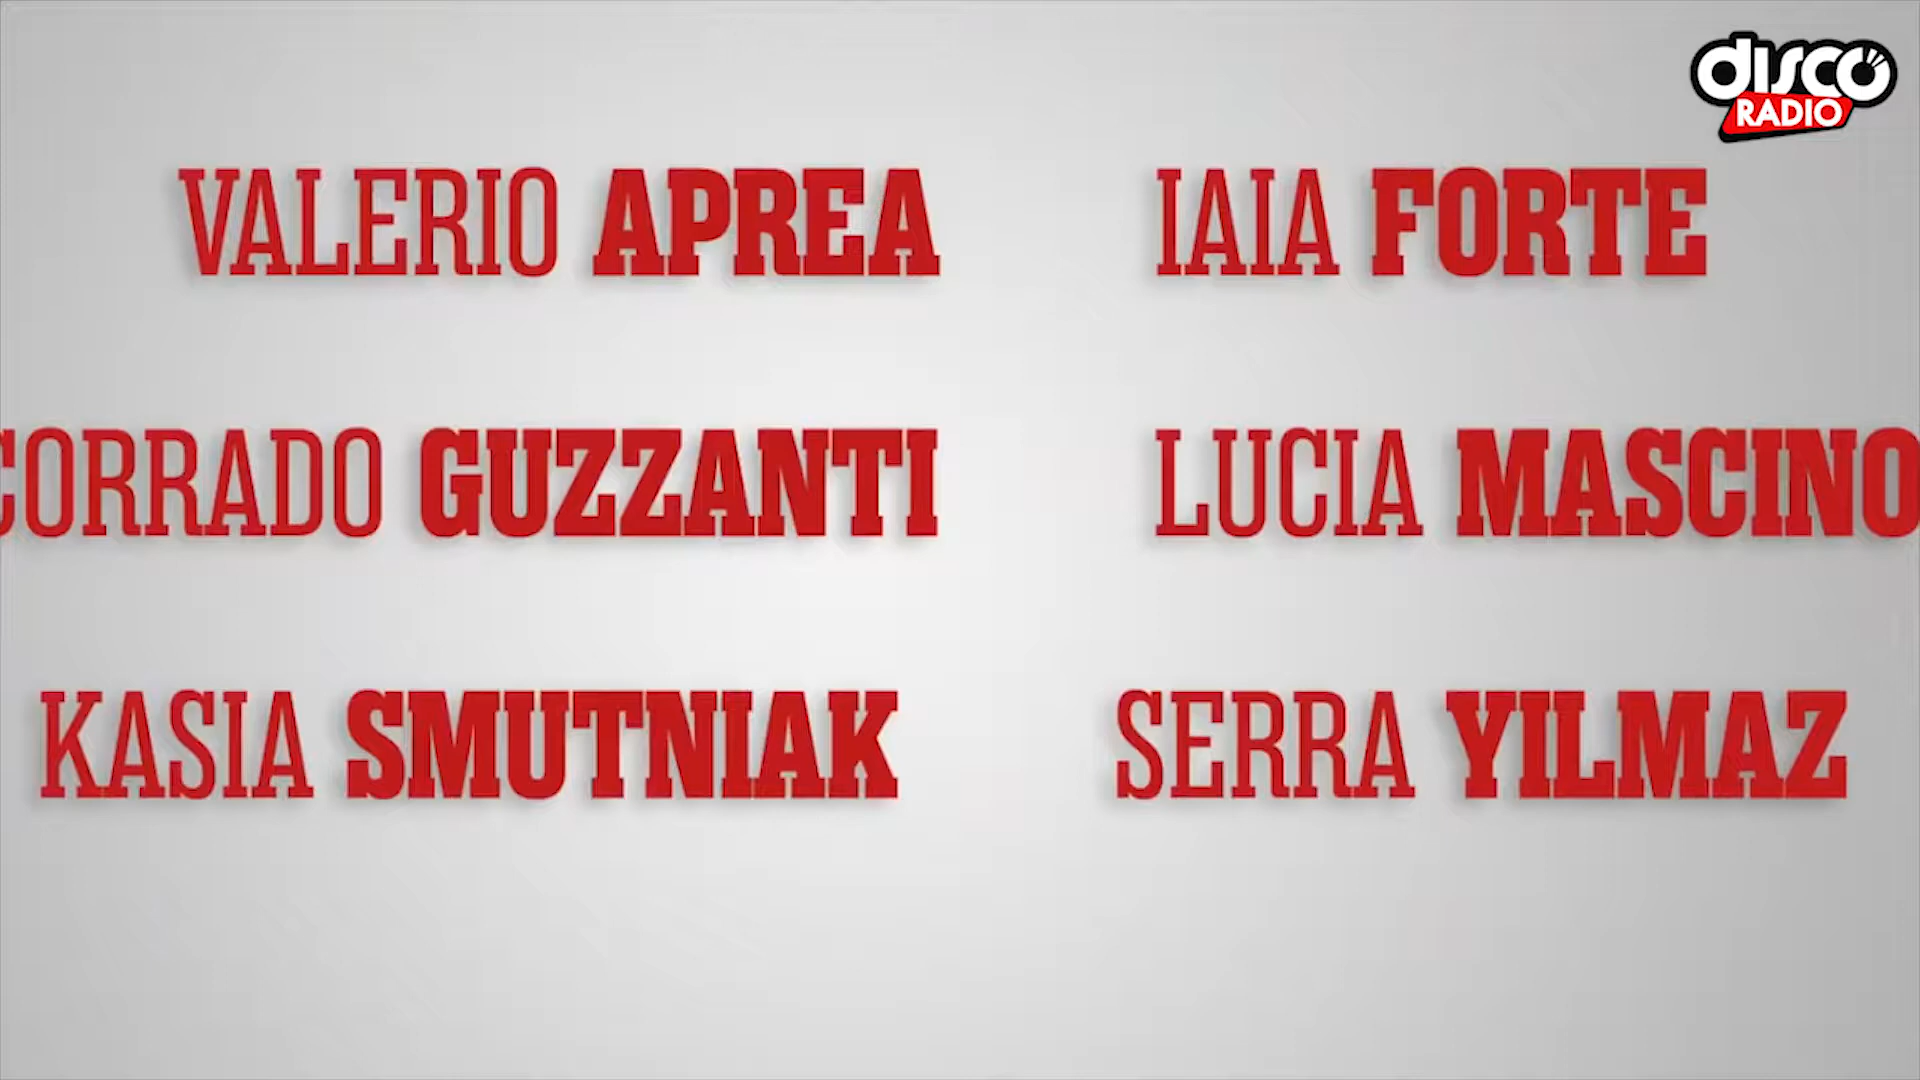 disco
RADIO
VALERIO APREA
IAIA FORTE
CORRADO GUZZANTI
LUCIA MASCINO
KASIA SMUTNIAK
SERRA YILMAZ